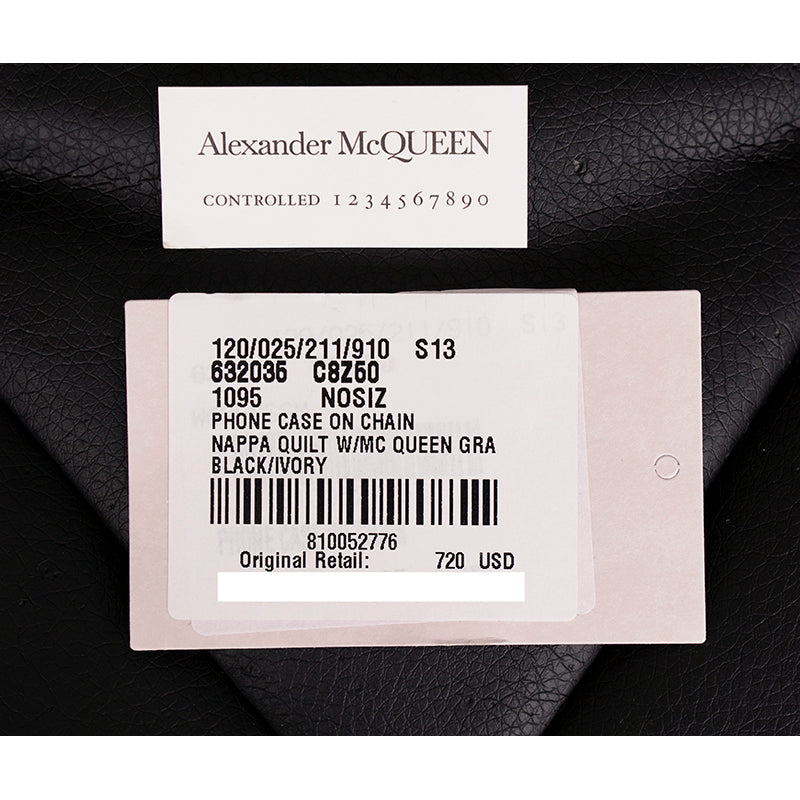 Alexander McQUEEN
CONTROLLED 1234567890
120/025/211/910 S13
632035 C8Z50
1095 NOSIZ
PHONE CASE ON CHAIN
NAPPA QUILT W/MC QUEEN GRA
BLACK/IVORY
810052776
Original Retail: 720 USD